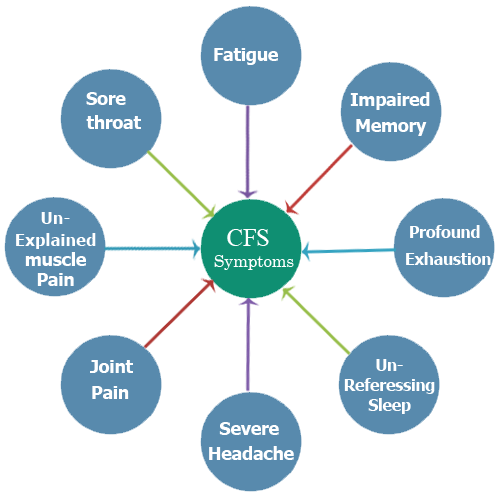 Fatigue
Impaired
Memory
Profound
Exhaustion
Un-
Referessing
Sleep
Severe
Headache
Joint
Pain
Un-
Explained
muscle
Pain
Sore
throat
CFS
Symptoms